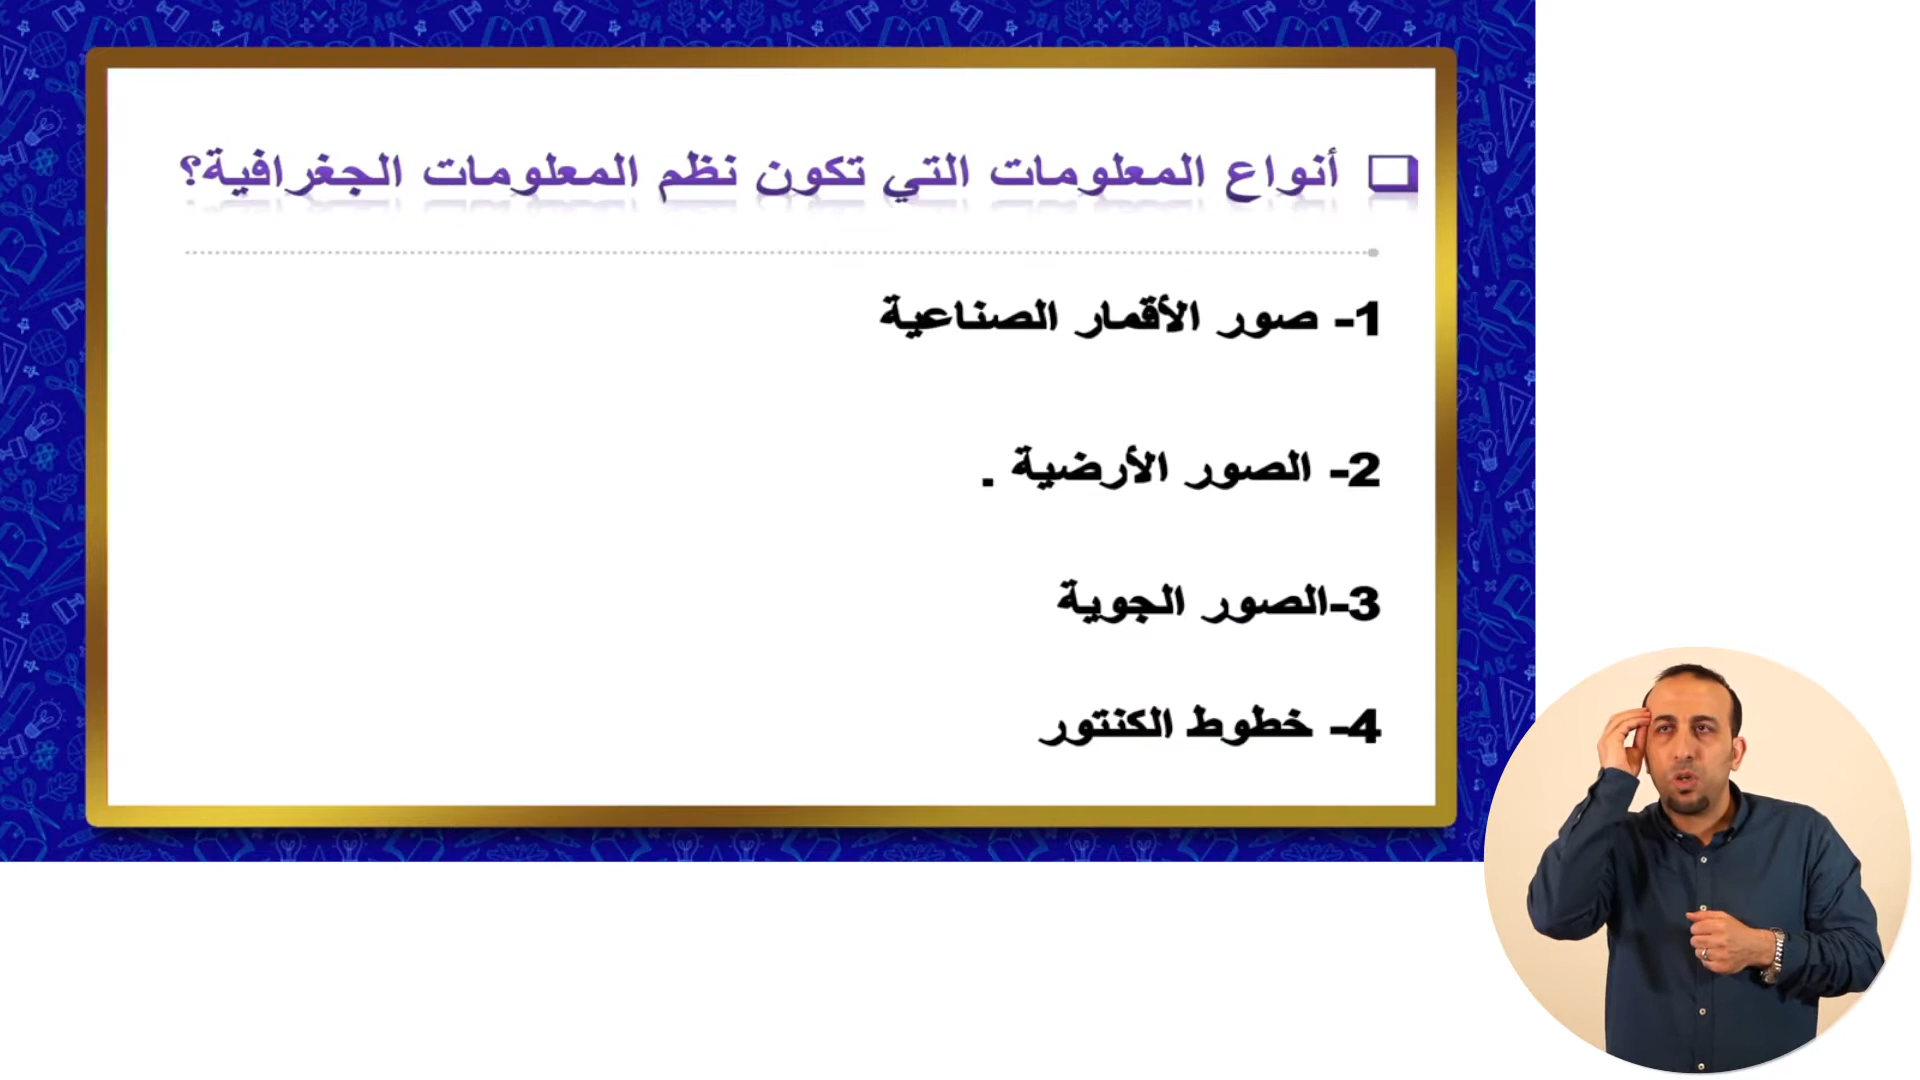 أنواع المعلومات التي تكون نظم المعلومات الجغرافية؟
1- صور الأقمار الصناعية
2- الصور الأرضية .
3-الصور الجوية
4- خطوط الكنتور